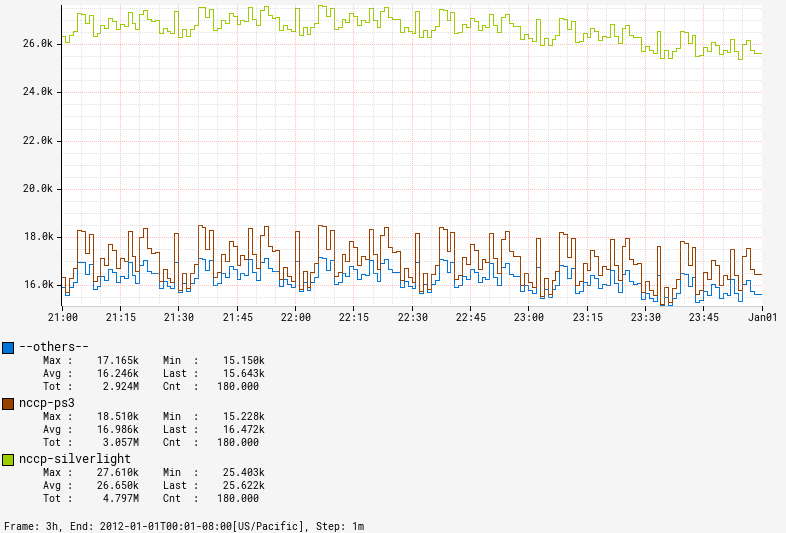 26.0k
24.0k
22.0k
20.0k
18.0k
16.0k
21:00 21:15 21:30 21:45 22:00 22:15 22:30 22:45 23:00 23:15 23:30 23:45 Jan01
--others--
Max : 17.165k Min : 15.150k
Avg : 16.246k Last : 15.643k
Tot : 2.924M Cnt : 180.000
nccp-ps3
Max : 18.510k Min : 15.228k
Avg : 16.986k Last : 16.472k
Tot : 3.057M Cnt : 180.000
nccp-silverlight
Max : 27.610k Min : 25.403k
Avg : 26.650k Last : 25.622k
Tot : 4.797M Cnt : 180.000
Frame: 3h, End: 2012-01-01T00:01-08:00[US/Pacific], Step: 1m